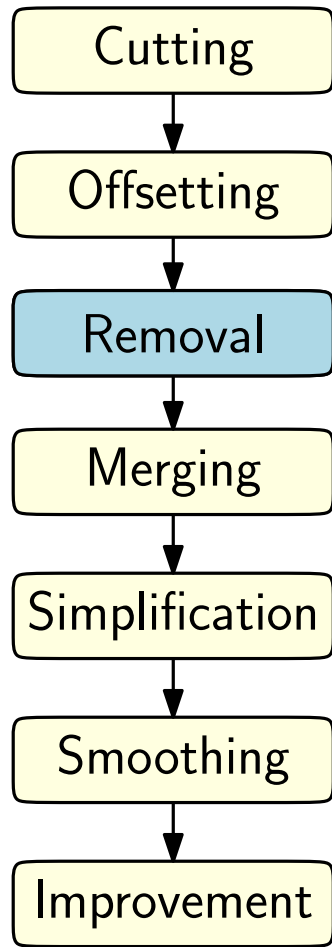 Cutting
Offsetting
Removal
Merging
Simplification
Smoothing
Improvement